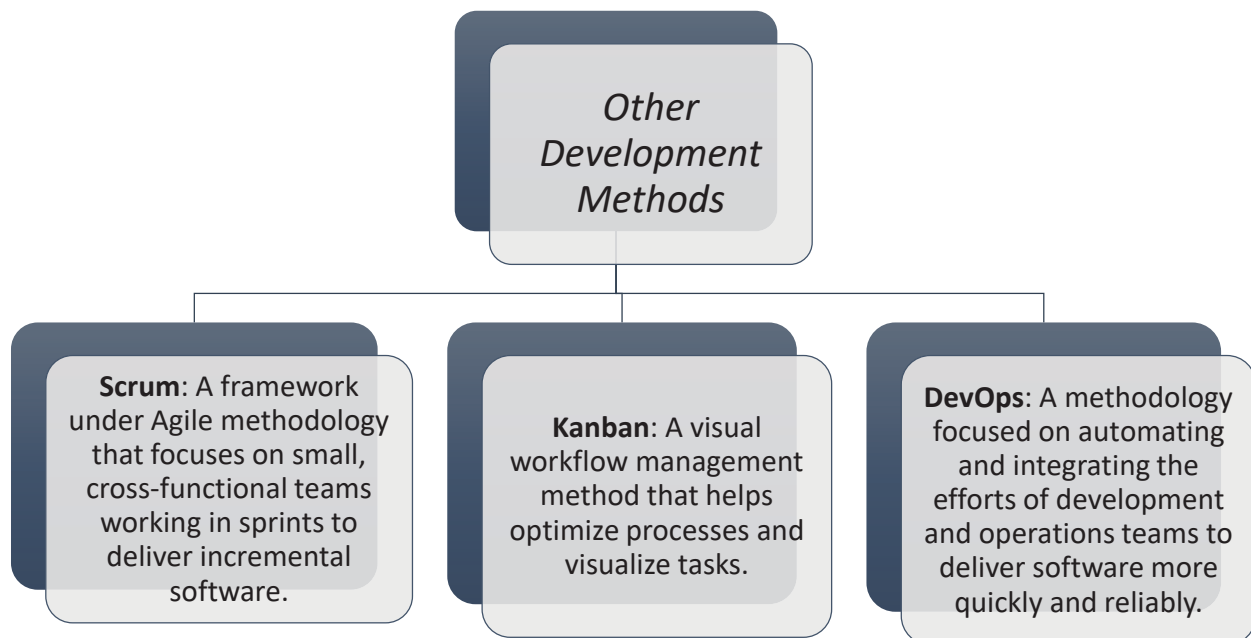 Other
Development
Methods
Scrum: A framework
under Agile methodology
that focuses on small,
cross-functional teams
working in sprints to
deliver incremental
software.
Kanban: A visual
workflow management
method that helps
optimize processes and
visualize tasks.
DevOps: A methodology
focused on automating
and integrating the
efforts of development
and operations teams to
deliver software more
quickly and reliably.